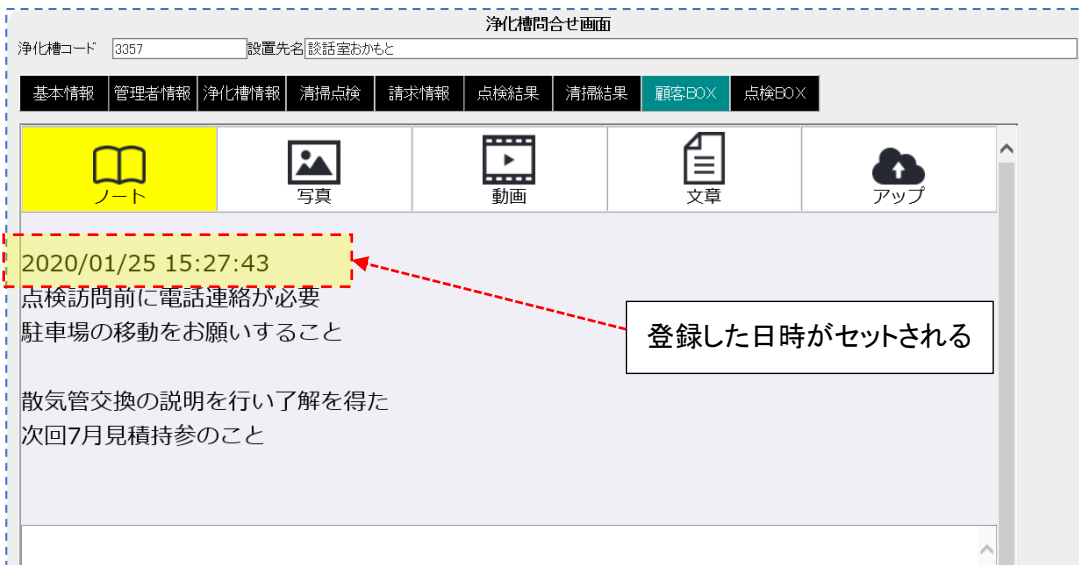 浄化槽問合せ画面
浄化槽コード 3357 設置先名 談話室おかもと
基本情報 管理者情報 浄化槽情報 清掃点検 請求情報 点検結果 清掃結果 顧客BOX 点検BOX
ノート 写真 動画 文章 アップ
2020/01/25 15:27:43
点検訪問前に電話連絡が必要
駐車場の移動をお願いすること
登録した日時がセットされる
散気管交換の説明を行い了解を得た
次回7月見積持参のこと